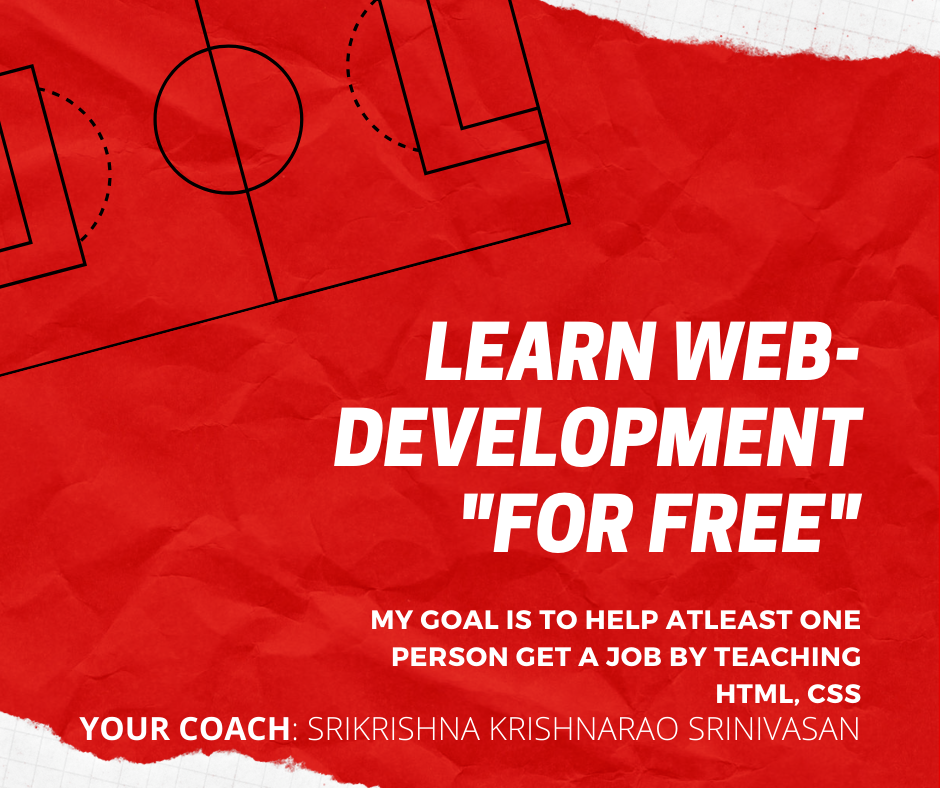 LEARN WEB-
DEVELOPMENT
"FOR FREE"
MY GOAL IS TO HELP ATLEAST ONE
PERSON GET A JOB BY TEACHING
HTML, CSS
YOUR COACH: SRIKRISHNA KRISHNARAO SRINIVASAN